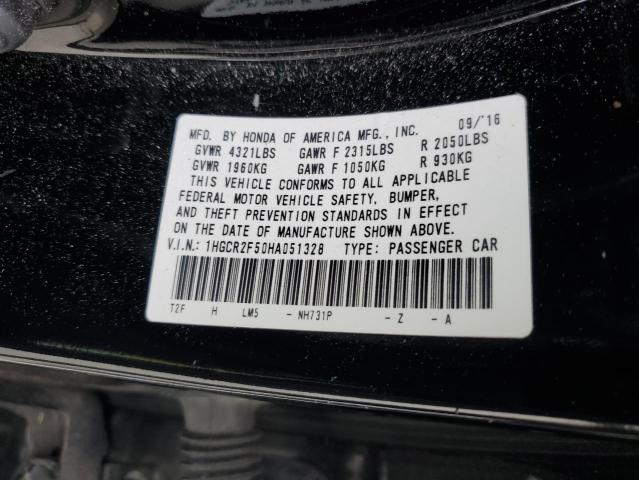 MFD. BY HONDA OF AMERICA MFG., INC. 09/'16
GVWR 4321LBS GAWR F 2315LBS R 2050LBS
GVWR 1960KG GAWR F 1050KG R 930KG
THIS VEHICLE CONFORMS TO ALL APPLICABLE
FEDERAL MOTOR VEHICLE SAFETY, BUMPER,
AND THEFT PREVENTION STANDARDS IN EFFECT
ON THE DATE OF MANUFACTURE SHOWN ABOVE.
V.I.N.: 1HGCR2F50HA051328 TYPE: PASSENGER CAR
T2F H LM5 - NH731P - Z - A